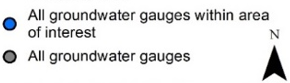 All groundwater gauges within area
of interest
N
All groundwater gauges